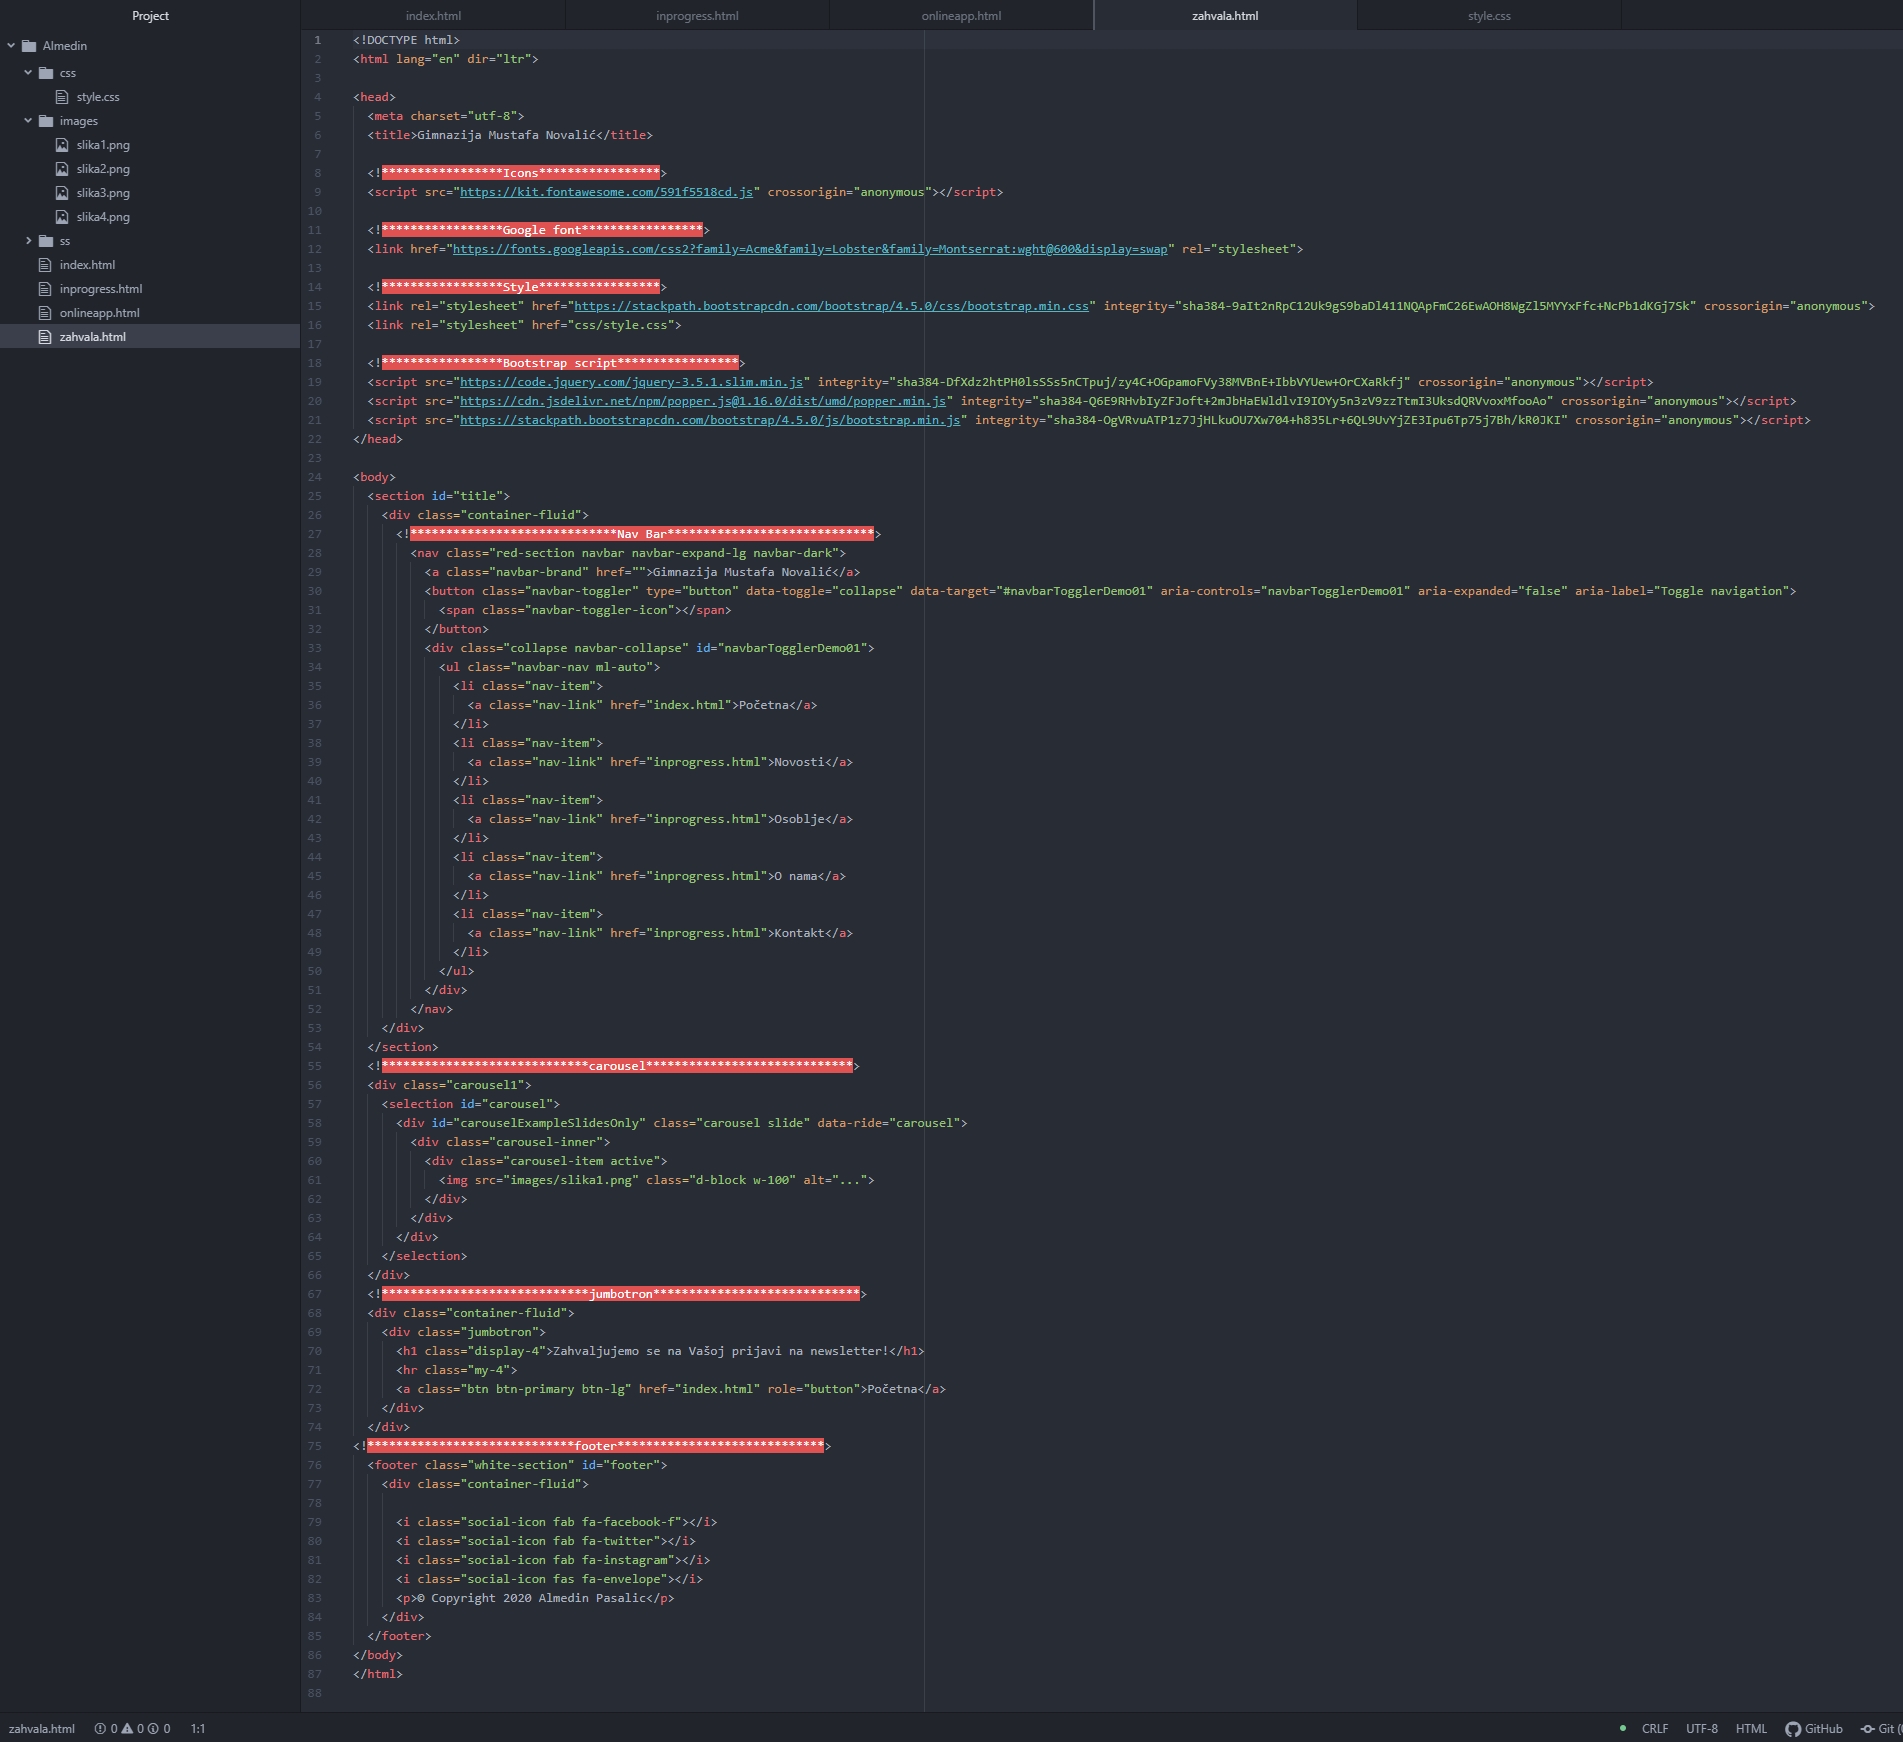 Project
index.html
inprogress.html
onlineapp.html
zahvala.html
style.css
Almedin
css
style.css
images
slika1.png
slika2.png
slika3.png
slika4.png
ss
index.html
inprogress.html
onlineapp.html
zahvala.html
1 <!DOCTYPE html>
2 <html lang="en" dir="ltr">
3
4 <head>
5 <meta charset="utf-8">
6 <title>Gimnazija Mustafa Novalić</title>
7
8 <!*****************Icons*****************>
9 <script src="https://kit.fontawesome.com/591f5518cd.js" crossorigin="anonymous"></script>
10
11 <!*****************Google font*****************>
12 <link href="https://fonts.googleapis.com/css2?family=Acme&family=Lobster&family=Montserrat:wght@600&display=swap" rel="stylesheet">
13
14 <!*****************Style*****************>
15 <link rel="stylesheet" href="https://stackpath.bootstrapcdn.com/bootstrap/4.5.0/css/bootstrap.min.css" integrity="sha384-9aIt2nRpC12Uk9gS9baDl411NQApFmC26EwAOH8WgZl5MYYxFfc+NcPb1dKGj7Sk" crossorigin="anonymous">
16 <link rel="stylesheet" href="css/style.css">
17
18 <!*****************Bootstrap script*****************>
19 <script src="https://code.jquery.com/jquery-3.5.1.slim.min.js" integrity="sha384-DfXdz2htPH0lsSSs5nCTpuj/zy4C+OGpamoFVy38MVBnE+IbbVYUew+OrCXaRkfj" crossorigin="anonymous"></script>
20 <script src="https://cdn.jsdelivr.net/npm/popper.js@1.16.0/dist/umd/popper.min.js" integrity="sha384-Q6E9RHvbIyZFJoft+2mJbHaEWldlvI9IOYy5n3zV9zzTtmI3UksdQRVvoxMfooAo" crossorigin="anonymous"></script>
21 <script src="https://stackpath.bootstrapcdn.com/bootstrap/4.5.0/js/bootstrap.min.js" integrity="sha384-OgVRvuATP1z7JjHLkuOU7Xw704+h835Lr+6QL9UvYjZE3Ipu6Tp75j7Bh/kR0JKI" crossorigin="anonymous"></script>
22 </head>
23
24 <body>
25 <section id="title">
26 <div class="container-fluid">
27 <!*****************************Nav Bar*****************************>
28 <nav class="red-section navbar navbar-expand-lg navbar-dark">
29 <a class="navbar-brand" href="">Gimnazija Mustafa Novalić</a>
30 <button class="navbar-toggler" type="button" data-toggle="collapse" data-target="#navbarTogglerDemo01" aria-controls="navbarTogglerDemo01" aria-expanded="false" aria-label="Toggle navigation">
31 <span class="navbar-toggler-icon"></span>
32 </button>
33 <div class="collapse navbar-collapse" id="navbarTogglerDemo01">
34 <ul class="navbar-nav ml-auto">
35 <li class="nav-item">
36 <a class="nav-link" href="index.html">Početna</a>
37 </li>
38 <li class="nav-item">
39 <a class="nav-link" href="inprogress.html">Novosti</a>
40 </li>
41 <li class="nav-item">
42 <a class="nav-link" href="inprogress.html">Osoblje</a>
43 </li>
44 <li class="nav-item">
45 <a class="nav-link" href="inprogress.html">O nama</a>
46 </li>
47 <li class="nav-item">
48 <a class="nav-link" href="inprogress.html">Kontakt</a>
49 </li>
50 </ul>
51 </div>
52 </nav>
53 </div>
54 </section>
55 <!*****************************carousel*****************************>
56 <div class="carousel1">
57 <selection id="carousel">
58 <div id="carouselExampleSlidesOnly" class="carousel slide" data-ride="carousel">
59 <div class="carousel-inner">
60 <div class="carousel-item active">
61 <img src="images/slika1.png" class="d-block w-100" alt="...">
62 </div>
63 </div>
64 </div>
65 </selection>
66 </div>
67 <!*****************************jumbotron*****************************>
68 <div class="container-fluid">
69 <div class="jumbotron">
70 <h1 class="display-4">Zahvaljujemo se na Vašoj prijavi na newsletter!</h1>
71 <hr class="my-4">
72 <a class="btn btn-primary btn-lg" href="index.html" role="button">Početna</a>
73 </div>
74 </div>
75 <!*****************************footer*****************************>
76 <footer class="white-section" id="footer">
77 <div class="container-fluid">
78
79 <i class="social-icon fab fa-facebook-f"></i>
80 <i class="social-icon fab fa-twitter"></i>
81 <i class="social-icon fab fa-instagram"></i>
82 <i class="social-icon fas fa-envelope"></i>
83 <p>© Copyright 2020 Almedin Pasalic</p>
84 </div>
85 </footer>
86 </body>
87 </html>
88
zahvala.html 0 0 0 1:1 CRLF UTF-8 HTML GitHub Git (